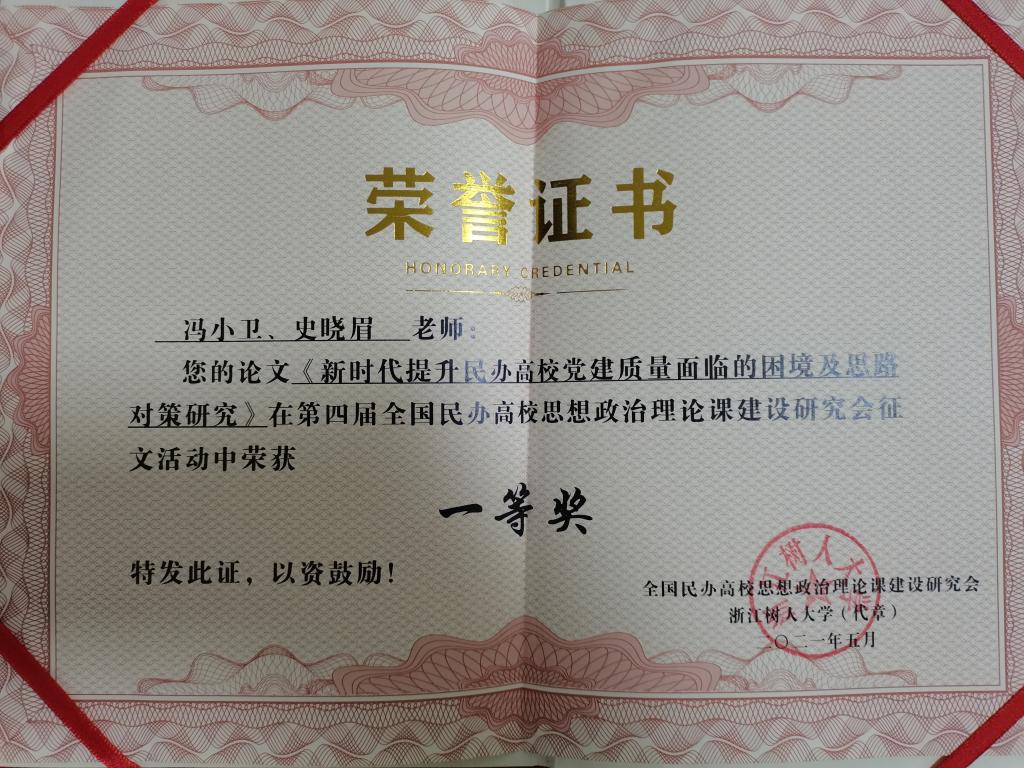 荣誉证书
HONORARY CREDENTIAL
冯小卫、史晓眉 老师：
您的论文《新时代提升民办高校党建质量面临的困境及思路
对策研究》在第四届全国民办高校思想政治理论课建设研究会征
文活动中荣获
一等奖
特发此证，以资鼓励！
全国民办高校思想政治理论课建设研究会
浙江树人大学（代章）
二〇二一年五月
浙江树人大学